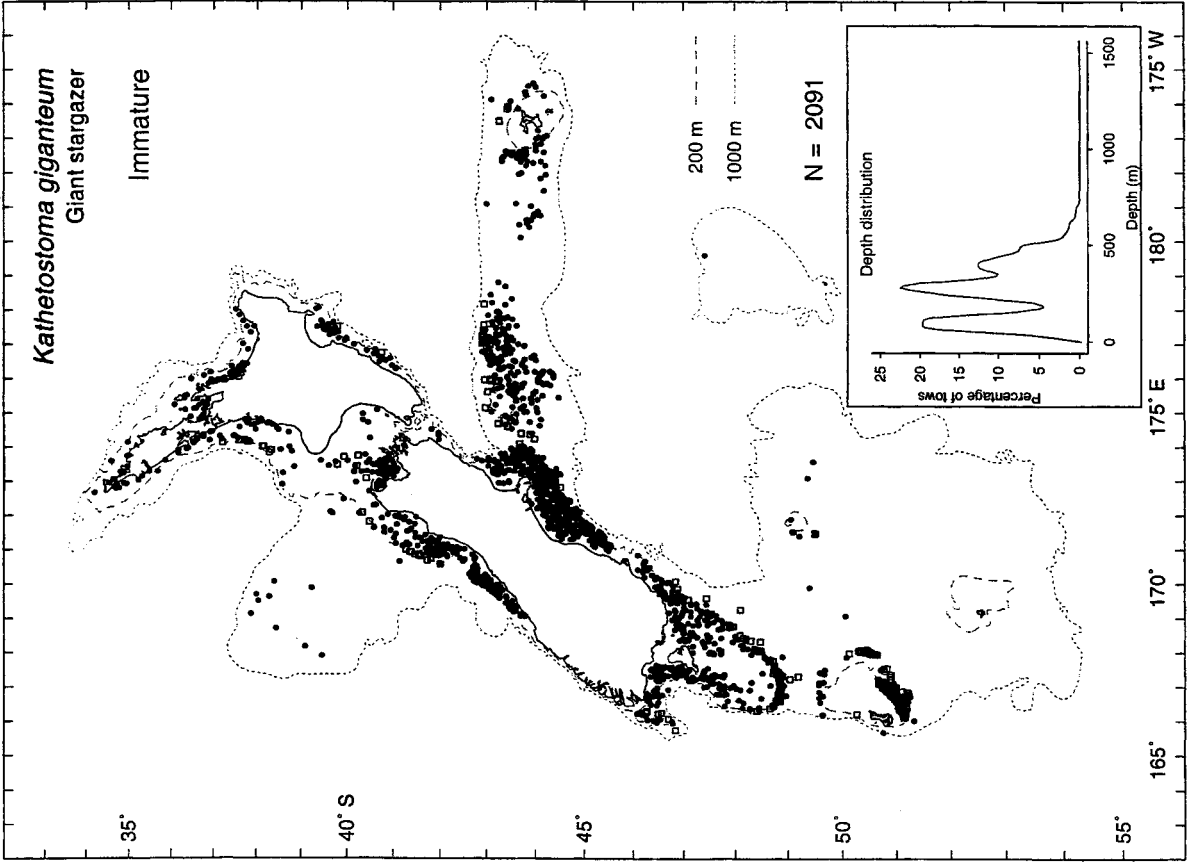 Kathetostoma giganteum
Giant stargazer
Immature
200 m
1000 m
N = 2091
Depth distribution
Percentage of tows
25
20
15
10
5
0
0
500
1000
1500
Depth (m)
35°
40° S
45°
50°
55°
165°
170°
175° E
180°
175° W